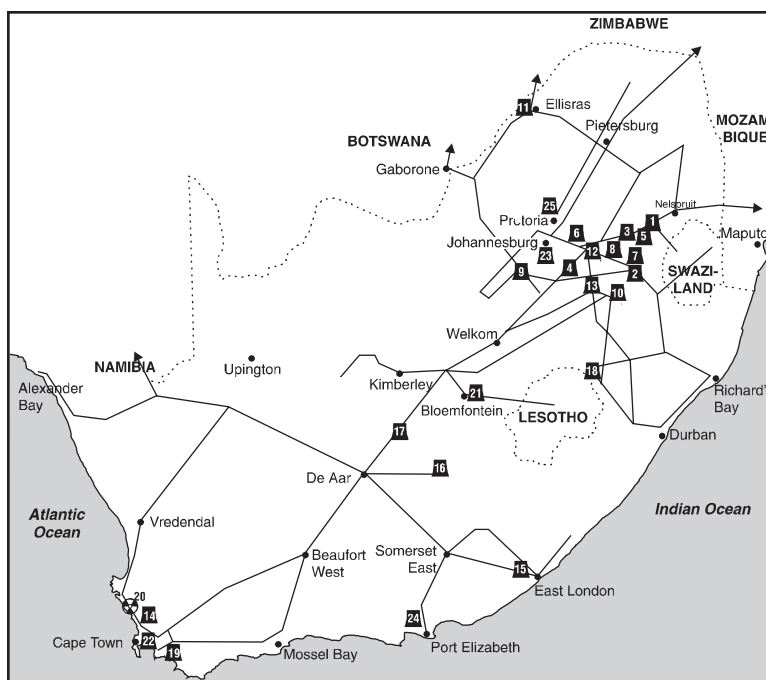 ZIMBABWE
11
Ellisras
MOZAM
BIQUE
Pietersburg
BOTSWANA
Gaborone
25
Pretoria
Nelspruit
1
6
3
5
Johannesburg
23
12
8
7
Maputo
9
4
2
SWAZI-
LAND
13
10
Welkom
NAMIBIA
Upington
18
Kimberley
Alexander
Bay
21
Bloemfontein
LESOTHO
Richard'
Bay
17
Durban
16
De Aar
Atlantic
Ocean
Vredendal
Indian Ocean
Beaufort
West
Somerset
East
15
East London
20
14
24
Cape Town
22
19
Mossel Bay
Port Elizabeth